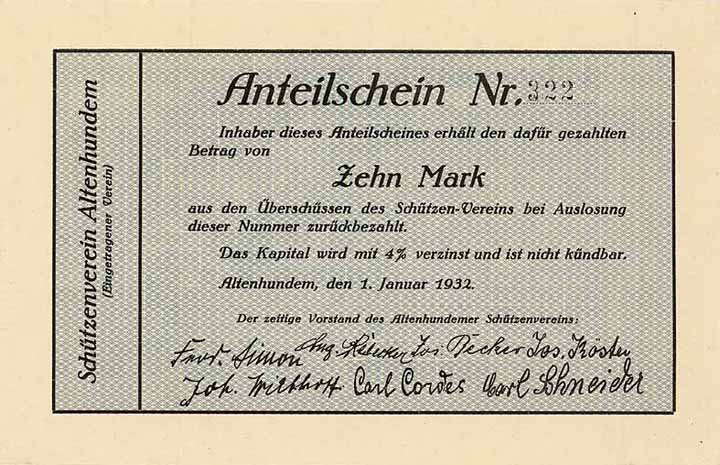 Schützenverein Altenhundem
(Eingetragener Verein)
Anteilschein Nr. 322
Inhaber dieses Anteilscheines erhält den dafür gezahlten
Betrag von
Zehn Mark
aus den Überschüssen des Schützen-Vereins bei Auslosung
dieser Nummer zurückbezahlt.
Das Kapital wird mit 4% verzinst und ist nicht kündbar.
Altenhundem, den 1. Januar 1932.
Der zeitige Vorstand des Altenhundemer Schützenvereins:
Ferd. Simon Jos. Becker Jos. Köster
Joh. Carl Cordes Carl Schneider